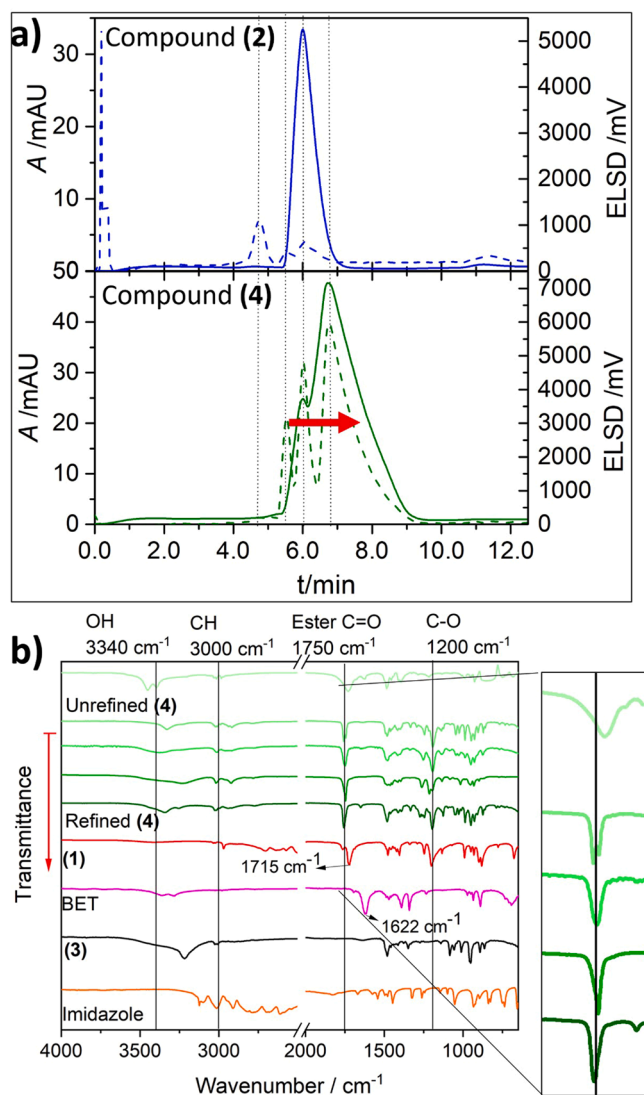 a)
Compound (2)
A /mAU
ELSD /mV
30
20
10
50
5000
4000
3000
2000
1000
0
Compound (4)
A /mAU
ELSD /mV
40
30
20
10
0
7000
6000
5000
4000
3000
2000
1000
0
0.0 2.0 4.0 6.0 8.0 10.0 12.0
t/min
b)
OH CH Ester C=O C-O
3340 cm⁻¹ 3000 cm⁻¹ 1750 cm⁻¹ 1200 cm⁻¹
Transmittance
Unrefined (4)
Refined (4)
(1)
1715 cm⁻¹
BET
1622 cm⁻¹
(3)
Imidazole
4000 3500 3000 1500 1000
Wavenumber / cm⁻¹